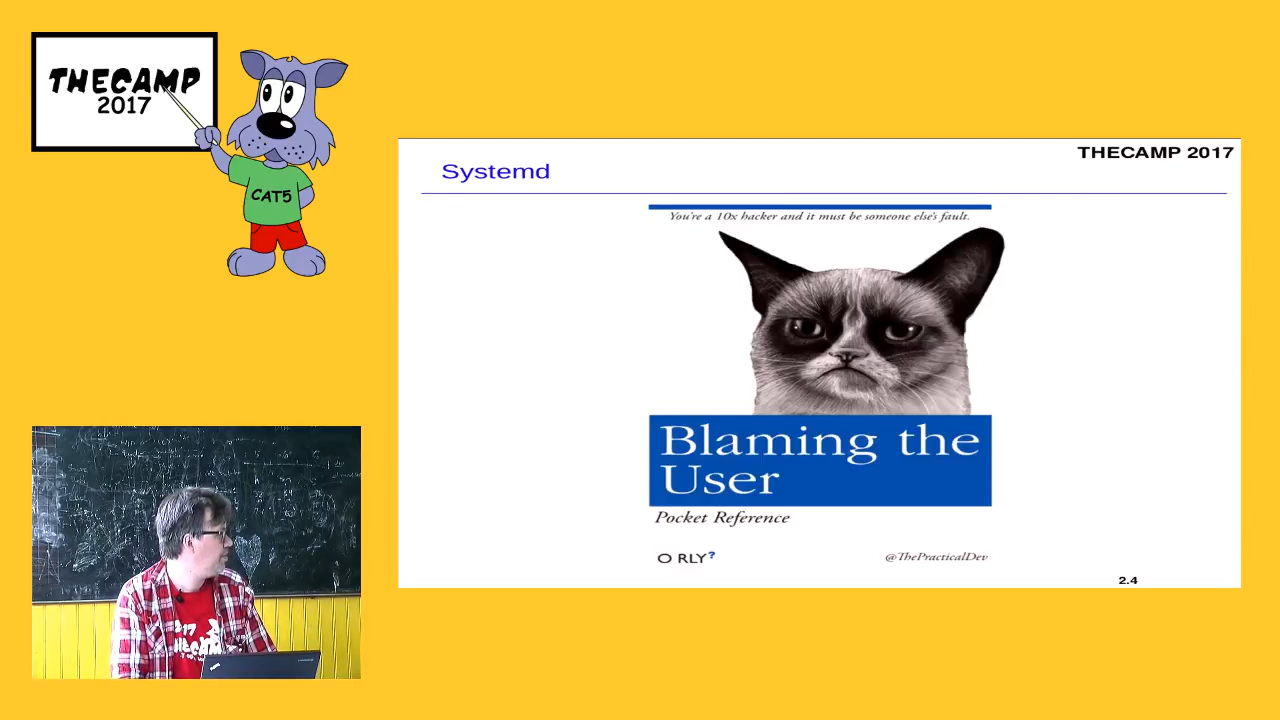 THECAMP
2017
CAT5
THECAMP 2017
Systemd
You're a 10x hacker and it must be someone else's fault.
Blaming the
User
Pocket Reference
O RLY?
@ThePracticalDev
2.4